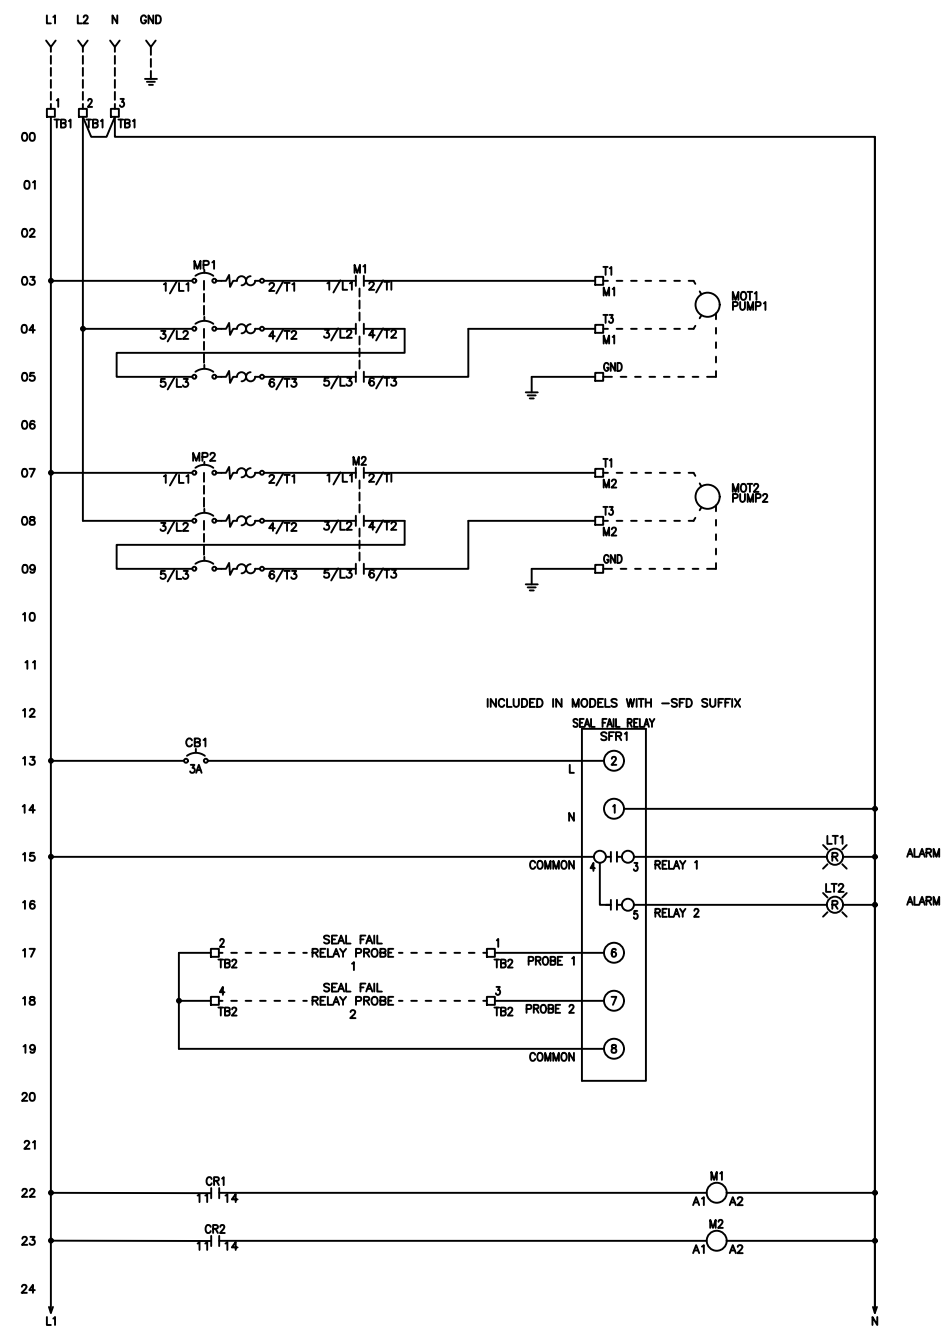 L1 L2 N GND
1 2 3
TB1 TB1 TB1
00
01
02
MP1 M1 T1
03 1/L1 2/T1 1/L1 2/TI M1
MOT1
PUMP1
T3
04 3/L2 4/T2 3/L2 4/T2 M1
GND
05 5/L3 6/T3 5/L3 6/T3
06
MP2 M2 T1
07 1/L1 2/T1 1/L1 2/TI M2
MOT2
PUMP2
T3
08 3/L2 4/T2 3/L2 4/T2 M2
GND
09 5/L3 6/T3 5/L3 6/T3
10
11
INCLUDED IN MODELS WITH -SFD SUFFIX
12
SEAL FAIL RELAY
SFR1
CB1
13 3A L 2
14 N 1
LT1
15 COMMON 4 3 RELAY 1 R ALARM
LT2
16 5 RELAY 2 R ALARM
SEAL FAIL
2 RELAY PROBE 1
17 TB2 1 TB2 PROBE 1 6
SEAL FAIL
4 RELAY PROBE 3
18 TB2 2 TB2 PROBE 2 7
19 COMMON 8
20
21
CR1 M1
22 11 14 A1 A2
CR2 M2
23 11 14 A1 A2
24
L1 N